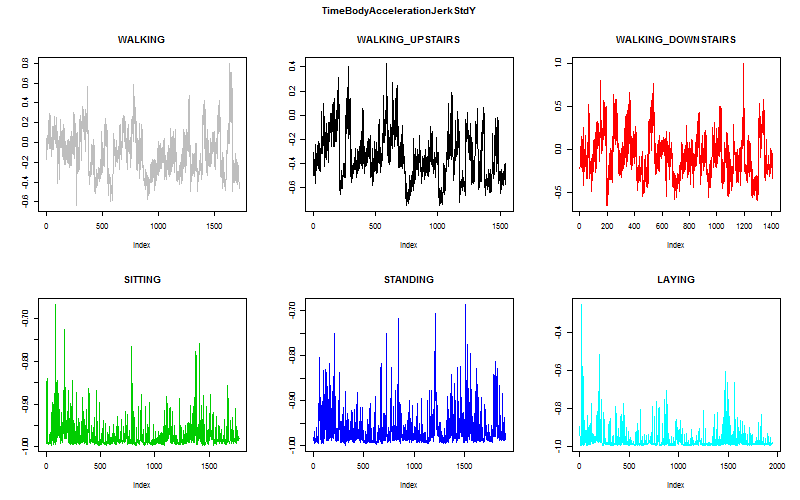 TimeBodyAccelerationJerkStdY
WALKING
WALKING_UPSTAIRS
WALKING_DOWNSTAIRS
0.8
0.6
0.4
0.2
0.0
-0.2
-0.4
-0.6
0 500 1000 1500
Index
0.4
0.2
0.0
-0.2
-0.4
-0.6
0 500 1000 1500
Index
1.0
0.5
0.0
-0.5
0 200 400 600 800 1000 1200 1400
Index
SITTING
STANDING
LAYING
-0.70
-0.80
-0.90
-1.00
0 500 1000 1500
Index
-0.70
-0.80
-0.90
-1.00
0 500 1000 1500
Index
-0.4
-0.6
-0.8
-1.0
0 500 1000 1500 2000
Index